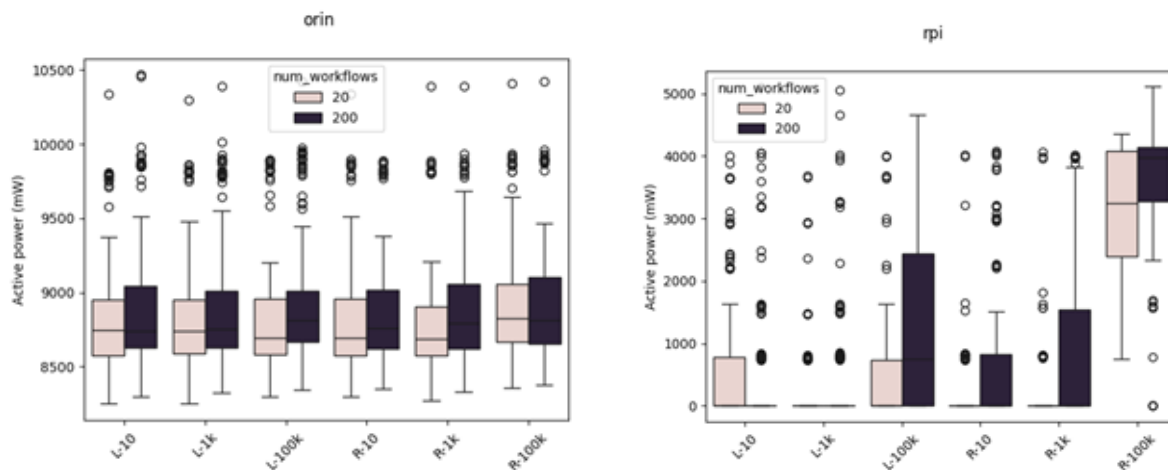 orin
num_workflows
20
200
Active power (mW)
10500
10000
9500
9000
8500
L-10
L-1k
L-100k
R-10
R-1k
R-100k
rpi
num_workflows
20
200
Active power (mW)
5000
4000
3000
2000
1000
0
L-10
L-1k
L-100k
R-10
R-1k
R-100k